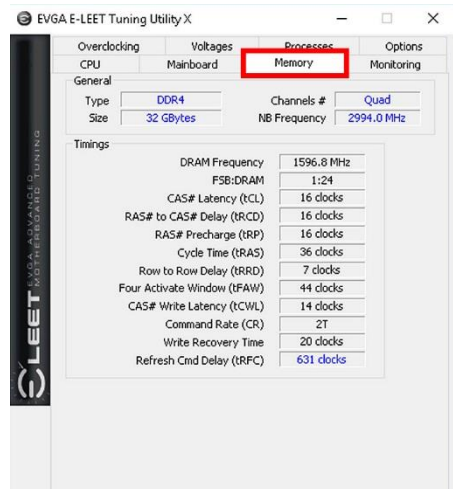 EVGA E-LEET Tuning Utility X
Overclocking Voltages Processes Options
CPU Mainboard Memory Monitoring
General
Type DDR4 Channels # Quad
Size 32 GBytes NB Frequency 2994.0 MHz
Timings
DRAM Frequency 1596.8 MHz
FSB:DRAM 1:24
CAS# Latency (tCL) 16 clocks
RAS# to CAS# Delay (tRCD) 16 clocks
RAS# Precharge (tRP) 16 clocks
Cycle Time (tRAS) 36 clocks
Row to Row Delay (tRRD) 7 clocks
Four Activate Window (tFAW) 44 clocks
CAS# Write Latency (tCWL) 14 clocks
Command Rate (CR) 2T
Write Recovery Time 20 clocks
Refresh Cmd Delay (tRFC) 631 clocks
ELEET EVGA ADVANCED
MOTHERBOARD TUNING